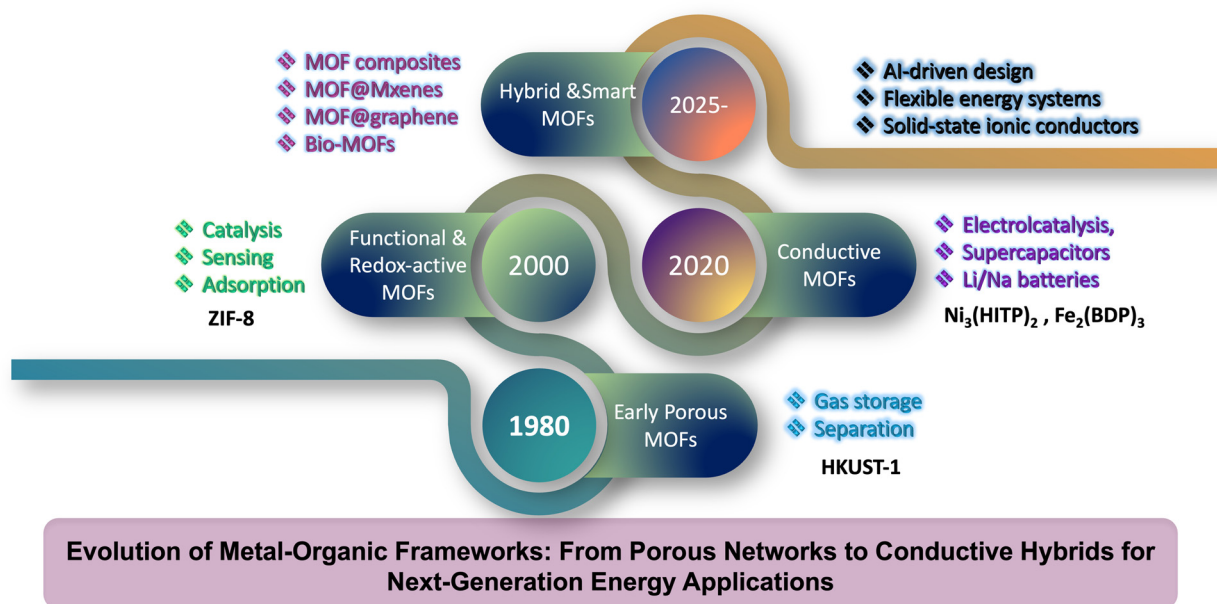 MOF composites
MOF@Mxenes
MOF@graphene
Bio-MOFs
Hybrid &Smart
MOFs
2025-
AI-driven design
Flexible energy systems
Solid-state ionic conductors
Catalysis
Sensing
Adsorption
ZIF-8
Functional &
Redox-active
MOFs
2000
2020
Conductive
MOFs
Electrolcatalysis,
Supercapacitors
Li/Na batteries
Ni₃(HITP)₂ , Fe₂(BDP)₃
1980
Early Porous
MOFs
Gas storage
Separation
HKUST-1
Evolution of Metal-Organic Frameworks: From Porous Networks to Conductive Hybrids for
Next-Generation Energy Applications